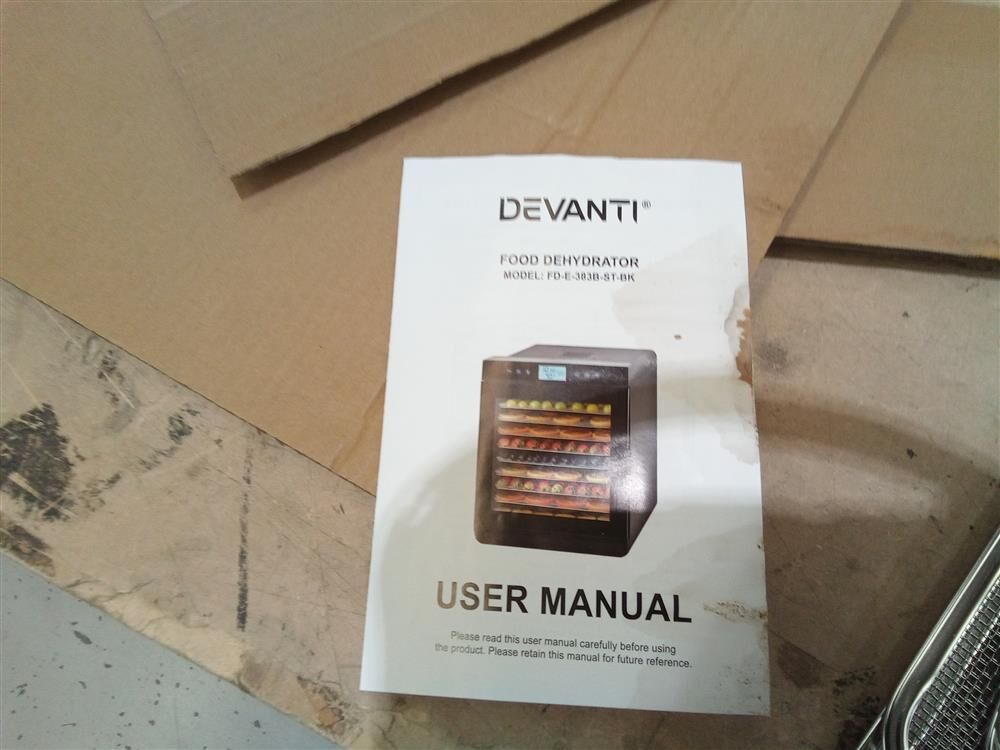 DEVANTI®
FOOD DEHYDRATOR
MODEL: FD-E-383B-ST-BK
USER MANUAL
Please read this user manual carefully before using
the product. Please retain this manual for future reference.